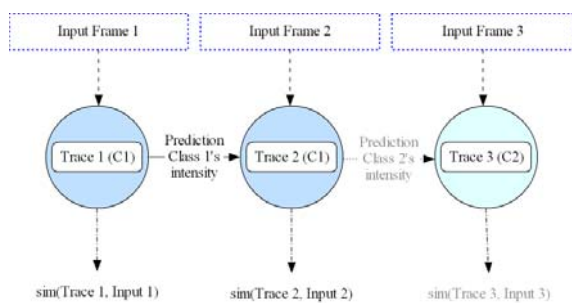 Input Frame 1
Input Frame 2
Input Frame 3
Trace 1 (C1)
Prediction
Class 1's
intensity
Trace 2 (C1)
Prediction
Class 2's
intensity
Trace 3 (C2)
sim(Trace 1, Input 1)
sim(Trace 2, Input 2)
sim(Trace 3, Input 3)